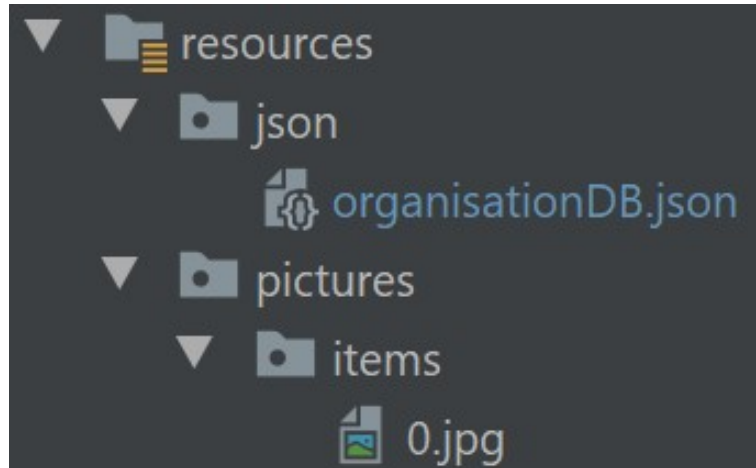 resources
json
organisationDB.json
pictures
items
0.jpg